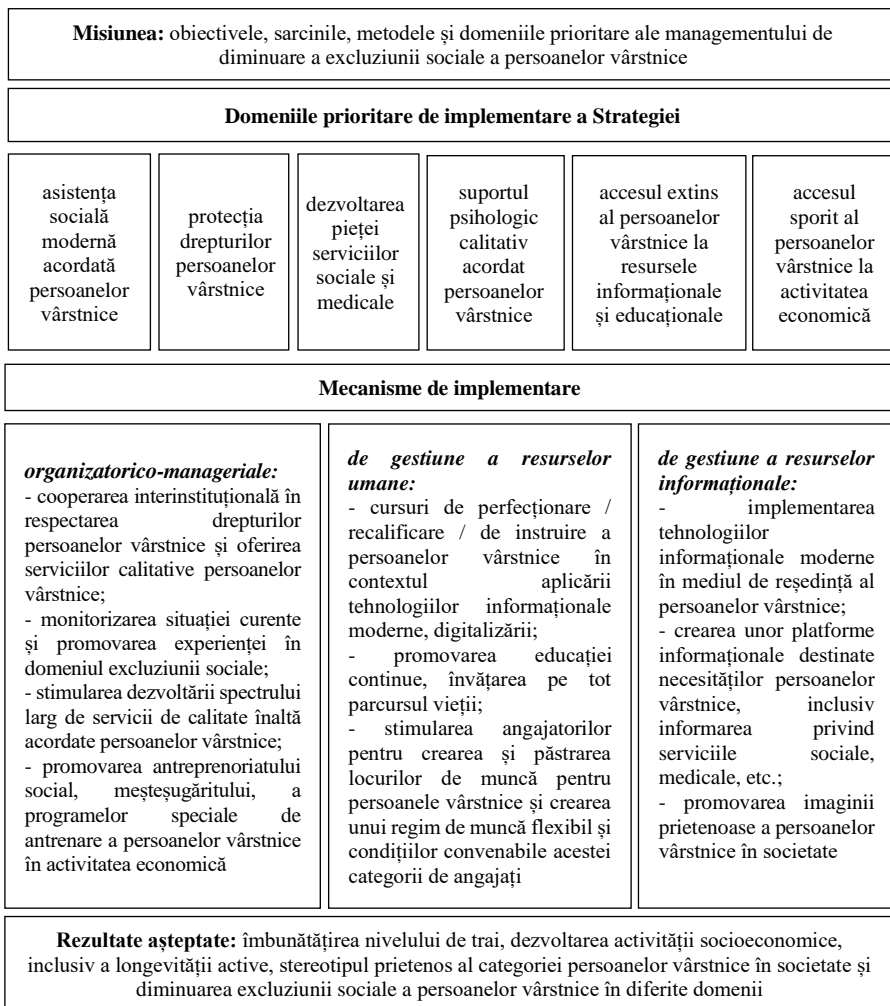 Misiunea: obiectivele, sarcinile, metodele și domeniile prioritare ale managementului de
diminuare a excluziunii sociale a persoanelor vârstnice
Domeniile prioritare de implementare a Strategiei
asistența
socială
modernă
acordată
persoanelor
vârstnice
protecția
drepturilor
persoanelor
vârstnice
dezvoltarea
pieței
serviciilor
sociale și
medicale
suportul
psihologic
calitativ
acordat
persoanelor
vârstnice
accesul extins
al persoanelor
vârstnice la
resursele
informaționale
și educaționale
accesul
sporit al
persoanelor
vârstnice la
activitatea
economică
Mecanisme de implementare
organizatorico-manageriale:
- cooperarea interinstituțională în
respectarea drepturilor
persoanelor vârstnice și oferirea
serviciilor calitative persoanelor
vârstnice;
- monitorizarea situației curente
și promovarea experienței în
domeniul excluziunii sociale;
- stimularea dezvoltării spectrului
larg de servicii de calitate înaltă
acordate persoanelor vârstnice;
- promovarea antreprenoriatului
social, meșteșugăritului, a
programelor speciale de
antrenare a persoanelor vârstnice
în activitatea economică
de gestiune a resurselor
umane:
- cursuri de perfecționare /
recalificare / de instruire a
persoanelor vârstnice în
contextul aplicării
tehnologiilor informaționale
moderne, digitalizării;
- promovarea educației
continue, învățarea pe tot
parcursul vieții;
- stimularea angajatorilor
pentru crearea și păstrarea
locurilor de muncă pentru
persoanele vârstnice și crearea
unui regim de muncă flexibil și
condițiilor convenabile acestei
categorii de angajați
de gestiune a resurselor
informaționale:
- implementarea
tehnologiilor
informaționale moderne
în mediul de reședință al
persoanelor vârstnice;
- crearea unor platforme
informaționale destinate
necesităților persoanelor
vârstnice, inclusiv
informarea privind
serviciile sociale,
medicale, etc.;
- promovarea imaginii
prietenoase a persoanelor
vârstnice în societate
Rezultate așteptate: îmbunătățirea nivelului de trai, dezvoltarea activității socioeconomice,
inclusiv a longevității active, stereotipul prietenos al categoriei persoanelor vârstnice în societate și
diminuarea excluziunii sociale a persoanelor vârstnice în diferite domenii